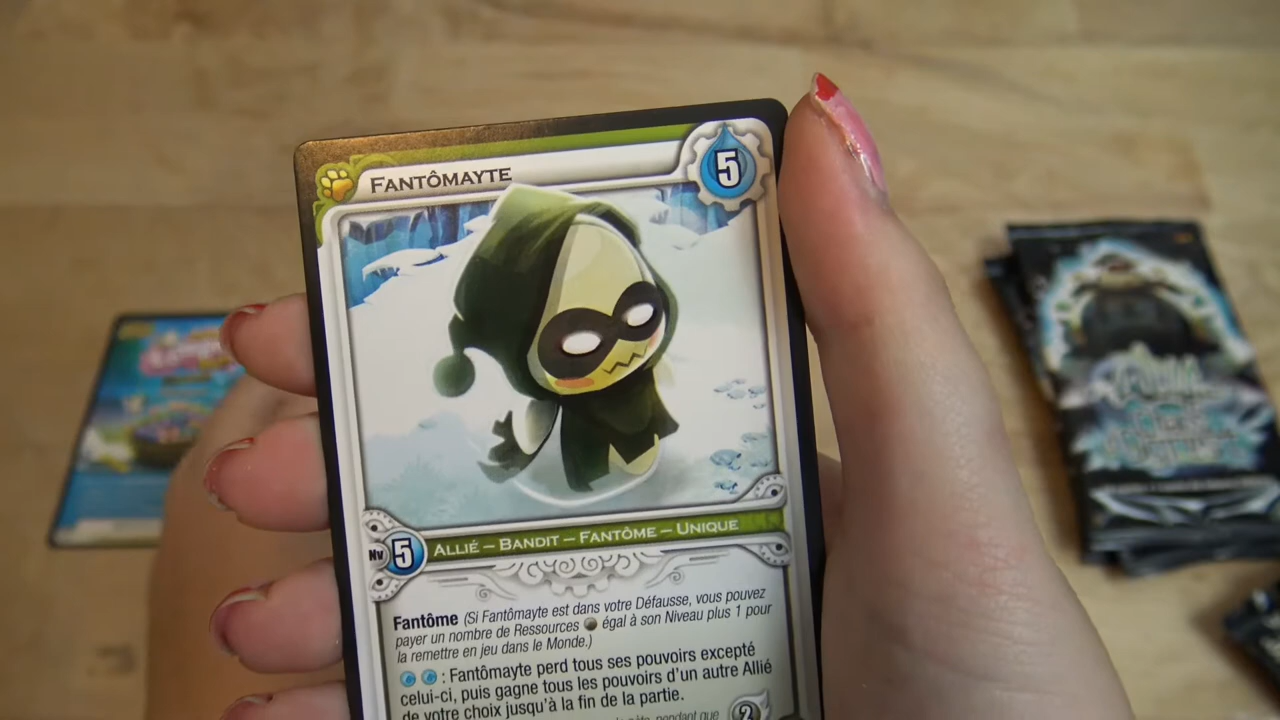 FANTÔMAYTE
5
Nv 5
ALLIÉ – BANDIT – FANTÔME – UNIQUE
Fantôme (Si Fantômayte est dans votre Défausse, vous pouvez
payer un nombre de Ressources égal à son Niveau plus 1 pour
la remettre en jeu dans le Monde.)
: Fantômayte perd tous ses pouvoirs excepté
celui-ci, puis gagne tous les pouvoirs d'un autre Allié
de votre choix jusqu'à la fin de la partie.
pendant que
2